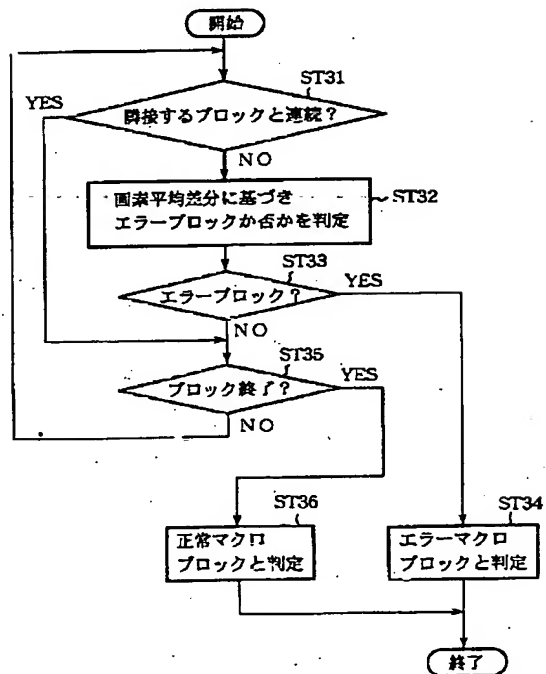 開始
ST31
YES
隣接するブロックと連続？
NO
画素平均差分に基づき
エラーブロックか否かを判定
ST32
ST33
YES
エラーブロック？
NO
ST35
YES
ブロック終了？
NO
ST36
ST34
正常マクロ
ブロックと判定
エラーマクロ
ブロックと判定
終了